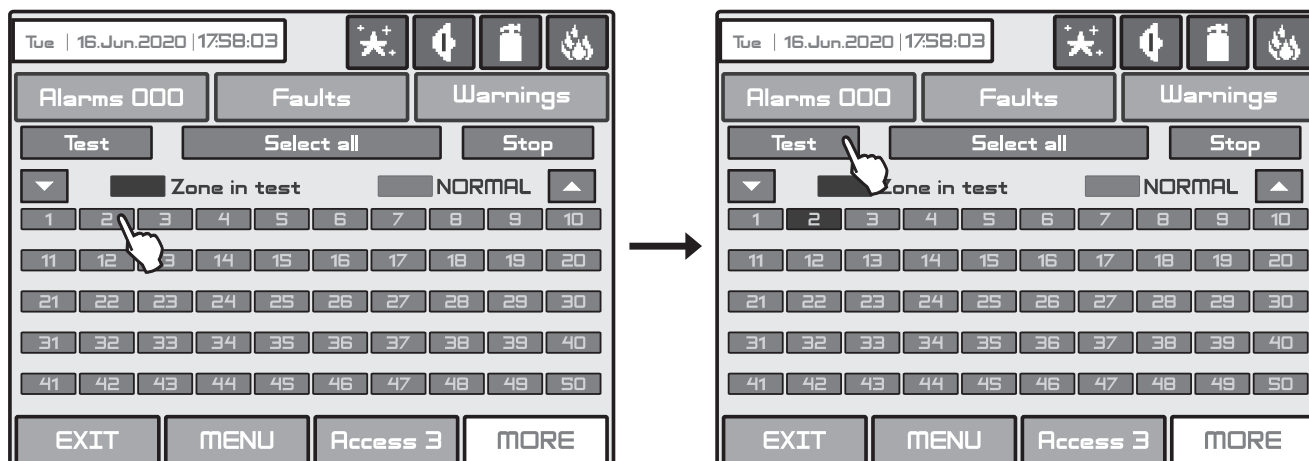 Tue | 16.Jun.2020 | 17:58:03
Alarms 000 Faults Warnings
Test Select all Stop
Zone in test NORMAL
1 2 3 4 5 6 7 8 9 10
11 12 13 14 15 16 17 18 19 20
21 22 23 24 25 26 27 28 29 30
31 32 33 34 35 36 37 38 39 40
41 42 43 44 45 46 47 48 49 50
EXIT MENU Access 3 MORE
Tue | 16.Jun.2020 | 17:58:03
Alarms 000 Faults Warnings
Test Select all Stop
Zone in test NORMAL
1 2 3 4 5 6 7 8 9 10
11 12 13 14 15 16 17 18 19 20
21 22 23 24 25 26 27 28 29 30
31 32 33 34 35 36 37 38 39 40
41 42 43 44 45 46 47 48 49 50
EXIT MENU Access 3 MORE